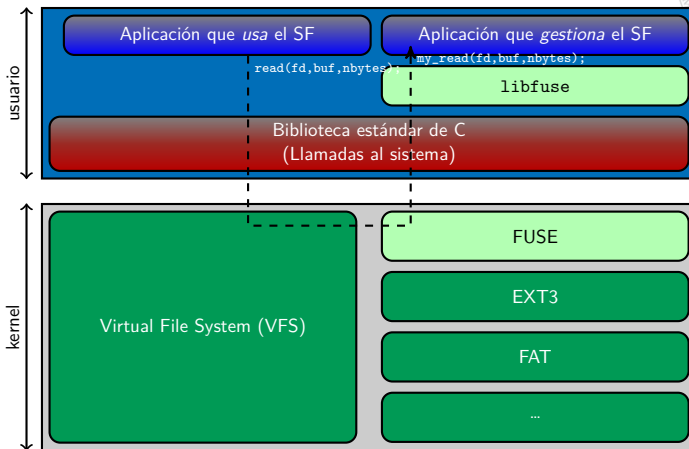 Aplicación que usa el SF
Aplicación que gestiona el SF
read(fd,buf,nbytes);
my_read(fd,buf,nbytes);
libfuse
Biblioteca estándar de C
(Llamadas al sistema)
usuario
Virtual File System (VFS)
FUSE
EXT3
FAT
...
kernel